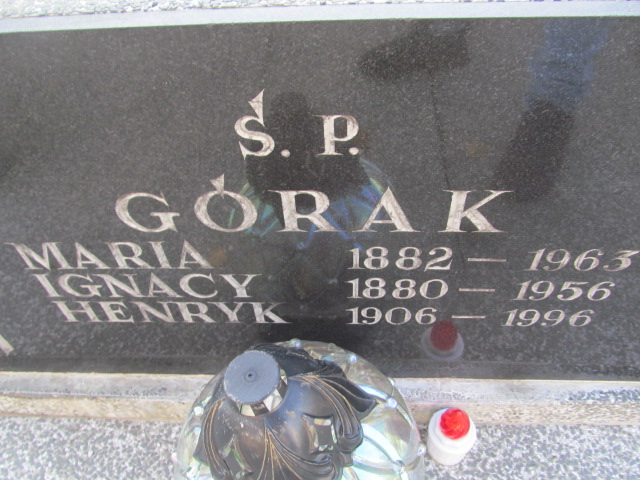 Ś. P.
GÓRAK
MARIA 1882 – 1963
IGNACY 1880 – 1956
HENRYK 1906 – 1996